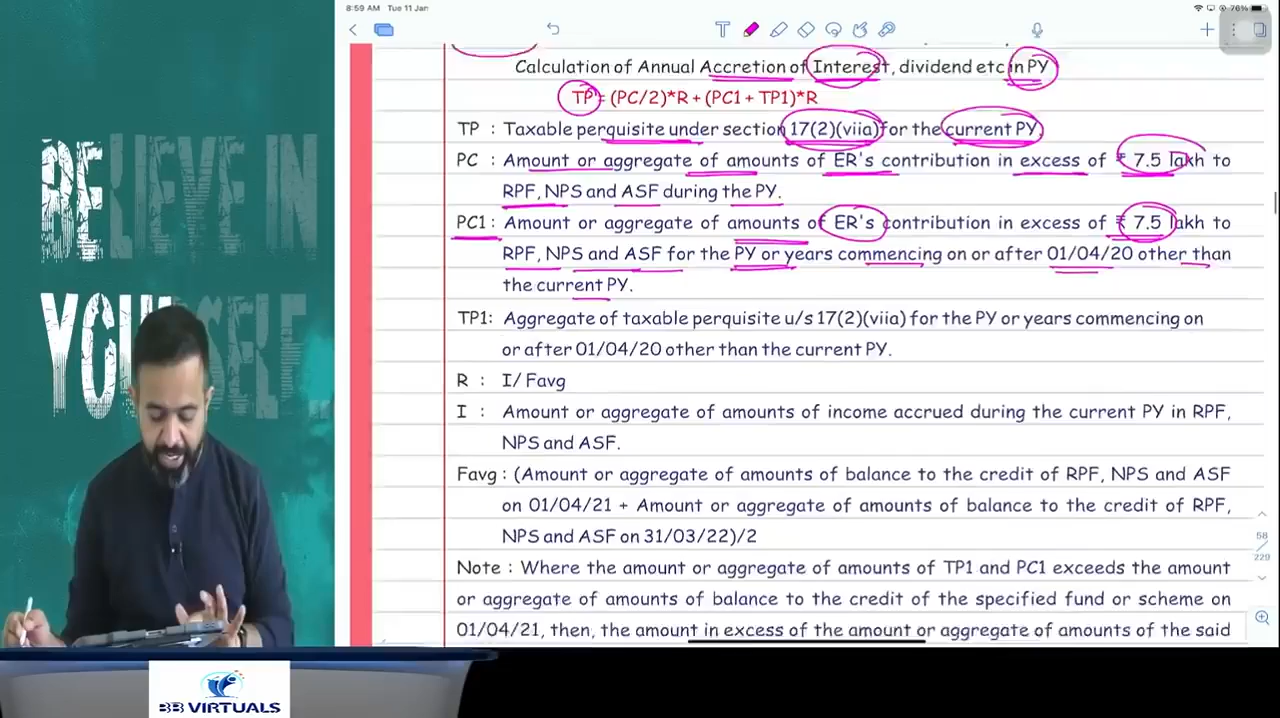 8:59 AM Tue 11 Jan
76%
BELIEVE IN
YOURSELF
Calculation of Annual Accretion of Interest, dividend etc in PY
TP = (PC/2)*R + (PC1 + TP1)*R
TP : Taxable perquisite under section 17(2)(viia) for the current PY.
PC : Amount or aggregate of amounts of ER's contribution in excess of ₹ 7.5 lakh to
RPF, NPS and ASF during the PY.
PC1 : Amount or aggregate of amounts of ER's contribution in excess of ₹ 7.5 lakh to
RPF, NPS and ASF for the PY or years commencing on or after 01/04/20 other than
the current PY.
TP1: Aggregate of taxable perquisite u/s 17(2)(viia) for the PY or years commencing on
or after 01/04/20 other than the current PY.
R : I/ Favg
I : Amount or aggregate of amounts of income accrued during the current PY in RPF,
NPS and ASF.
Favg : (Amount or aggregate of amounts of balance to the credit of RPF, NPS and ASF
on 01/04/21 + Amount or aggregate of amounts of balance to the credit of RPF,
NPS and ASF on 31/03/22)/2
Note : Where the amount or aggregate of amounts of TP1 and PC1 exceeds the amount
or aggregate of amounts of balance to the credit of the specified fund or scheme on
01/04/21, then, the amount in excess of the amount or aggregate of amounts of the said
58
229
BB VIRTUALS